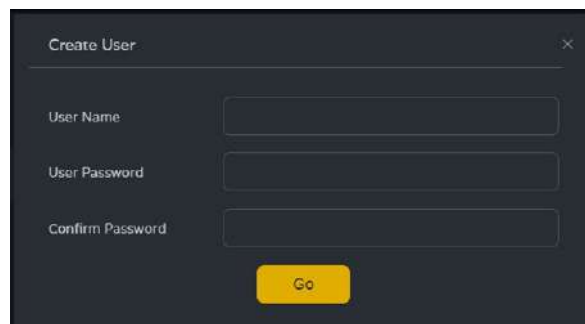 Create User
×
User Name
User Password
Confirm Password
Go